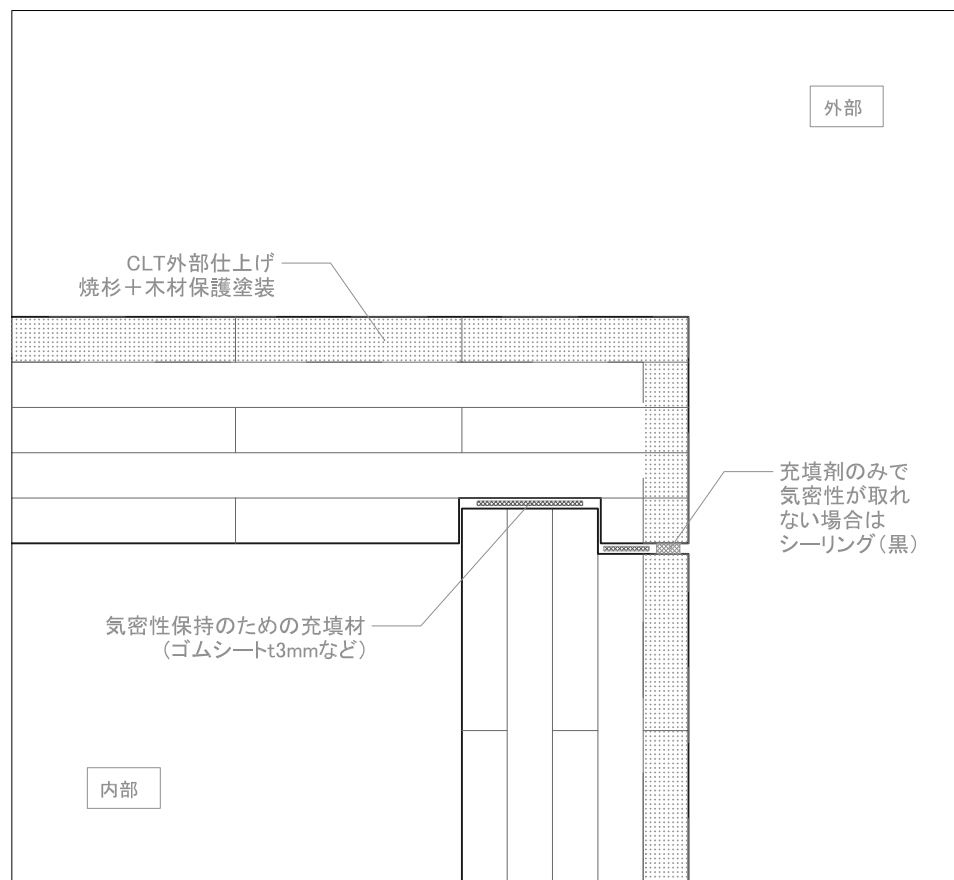 外部
CLT外部仕上げ
焼杉＋木材保護塗装
充填剤のみで
気密性が取れ
ない場合は
シーリング（黒）
気密性保持のための充填材
（ゴムシートt3mmなど）
内部